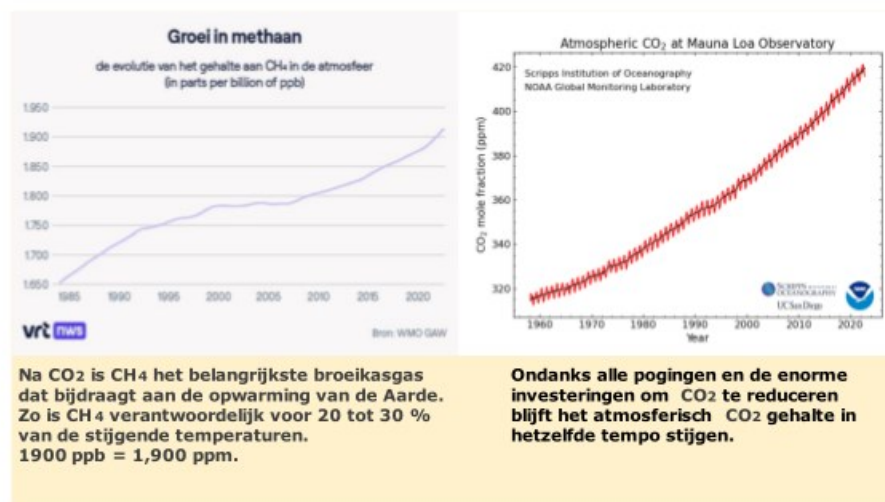 Groei in methaan
de evolutie van het gehalte aan CH4 in de atmosfeer
(in parts per billion of ppb)
1.950
1.900
1.850
1.800
1.750
1.700
1.650
1985 1990 1995 2000 2005 2010 2015 2020
vrt nws
Bron: WMO GAW
Atmospheric CO2 at Mauna Loa Observatory
Scripps Institution of Oceanography
NOAA Global Monitoring Laboratory
CO2 mole fraction (ppm)
420
400
380
360
340
320
1960 1970 1980 1990 2000 2010 2020
Year
SCRIPPS INSTITUTION OF
OCEANOGRAPHY
UC San Diego
NOAA
Na CO2 is CH4 het belangrijkste broeikasgas
dat bijdraagt aan de opwarming van de Aarde.
Zo is CH4 verantwoordelijk voor 20 tot 30 %
van de stijgende temperaturen.
1900 ppb = 1,900 ppm.
Ondanks alle pogingen en de enorme
investeringen om CO2 te reduceren
blijft het atmosferisch CO2 gehalte in
hetzelfde tempo stijgen.